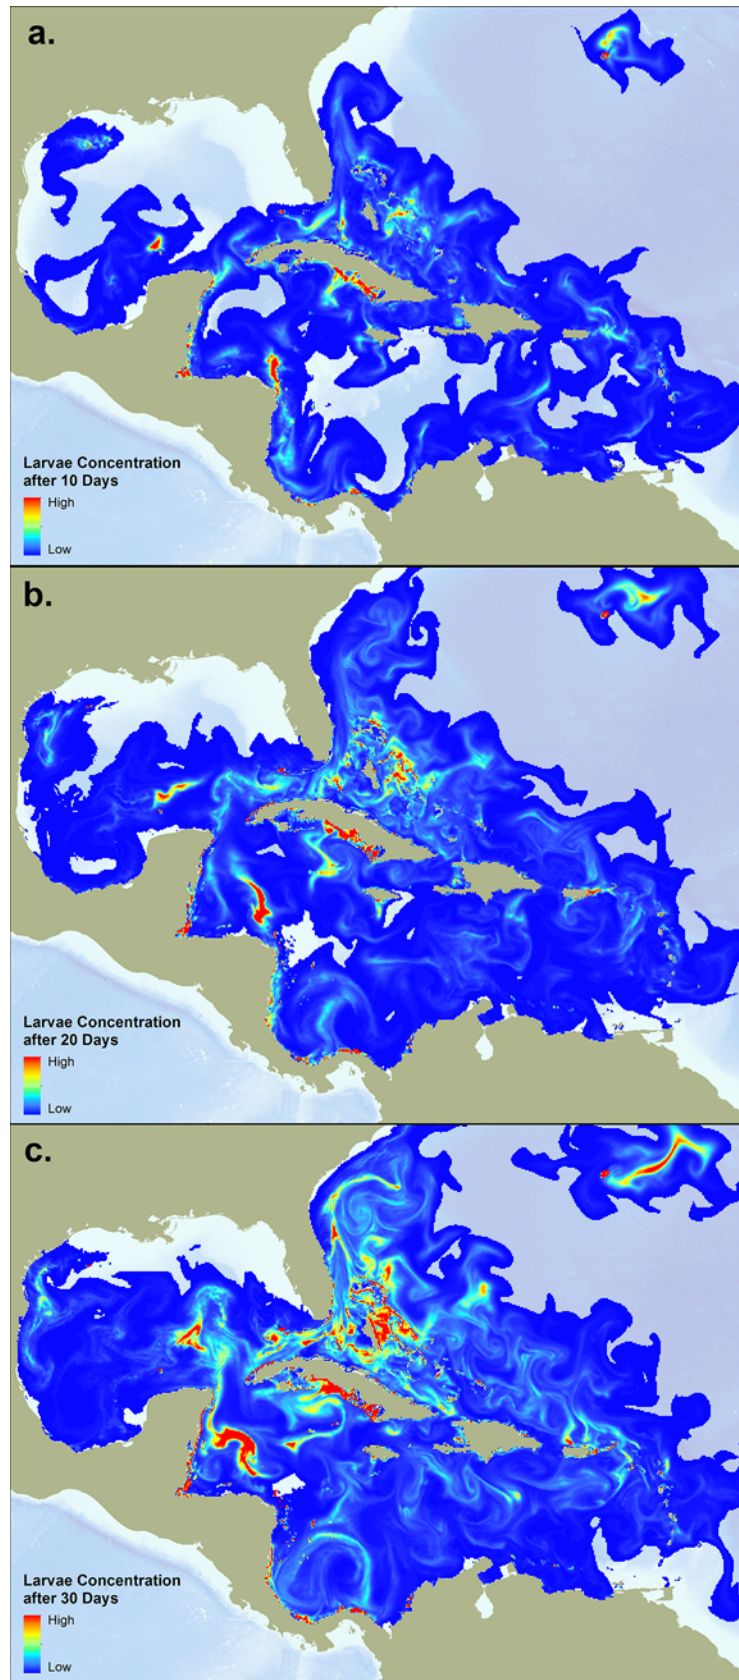 a.
Larvae Concentration
after 10 Days
High
Low
b.
Larvae Concentration
after 20 Days
High
Low
c.
Larvae Concentration
after 30 Days
High
Low